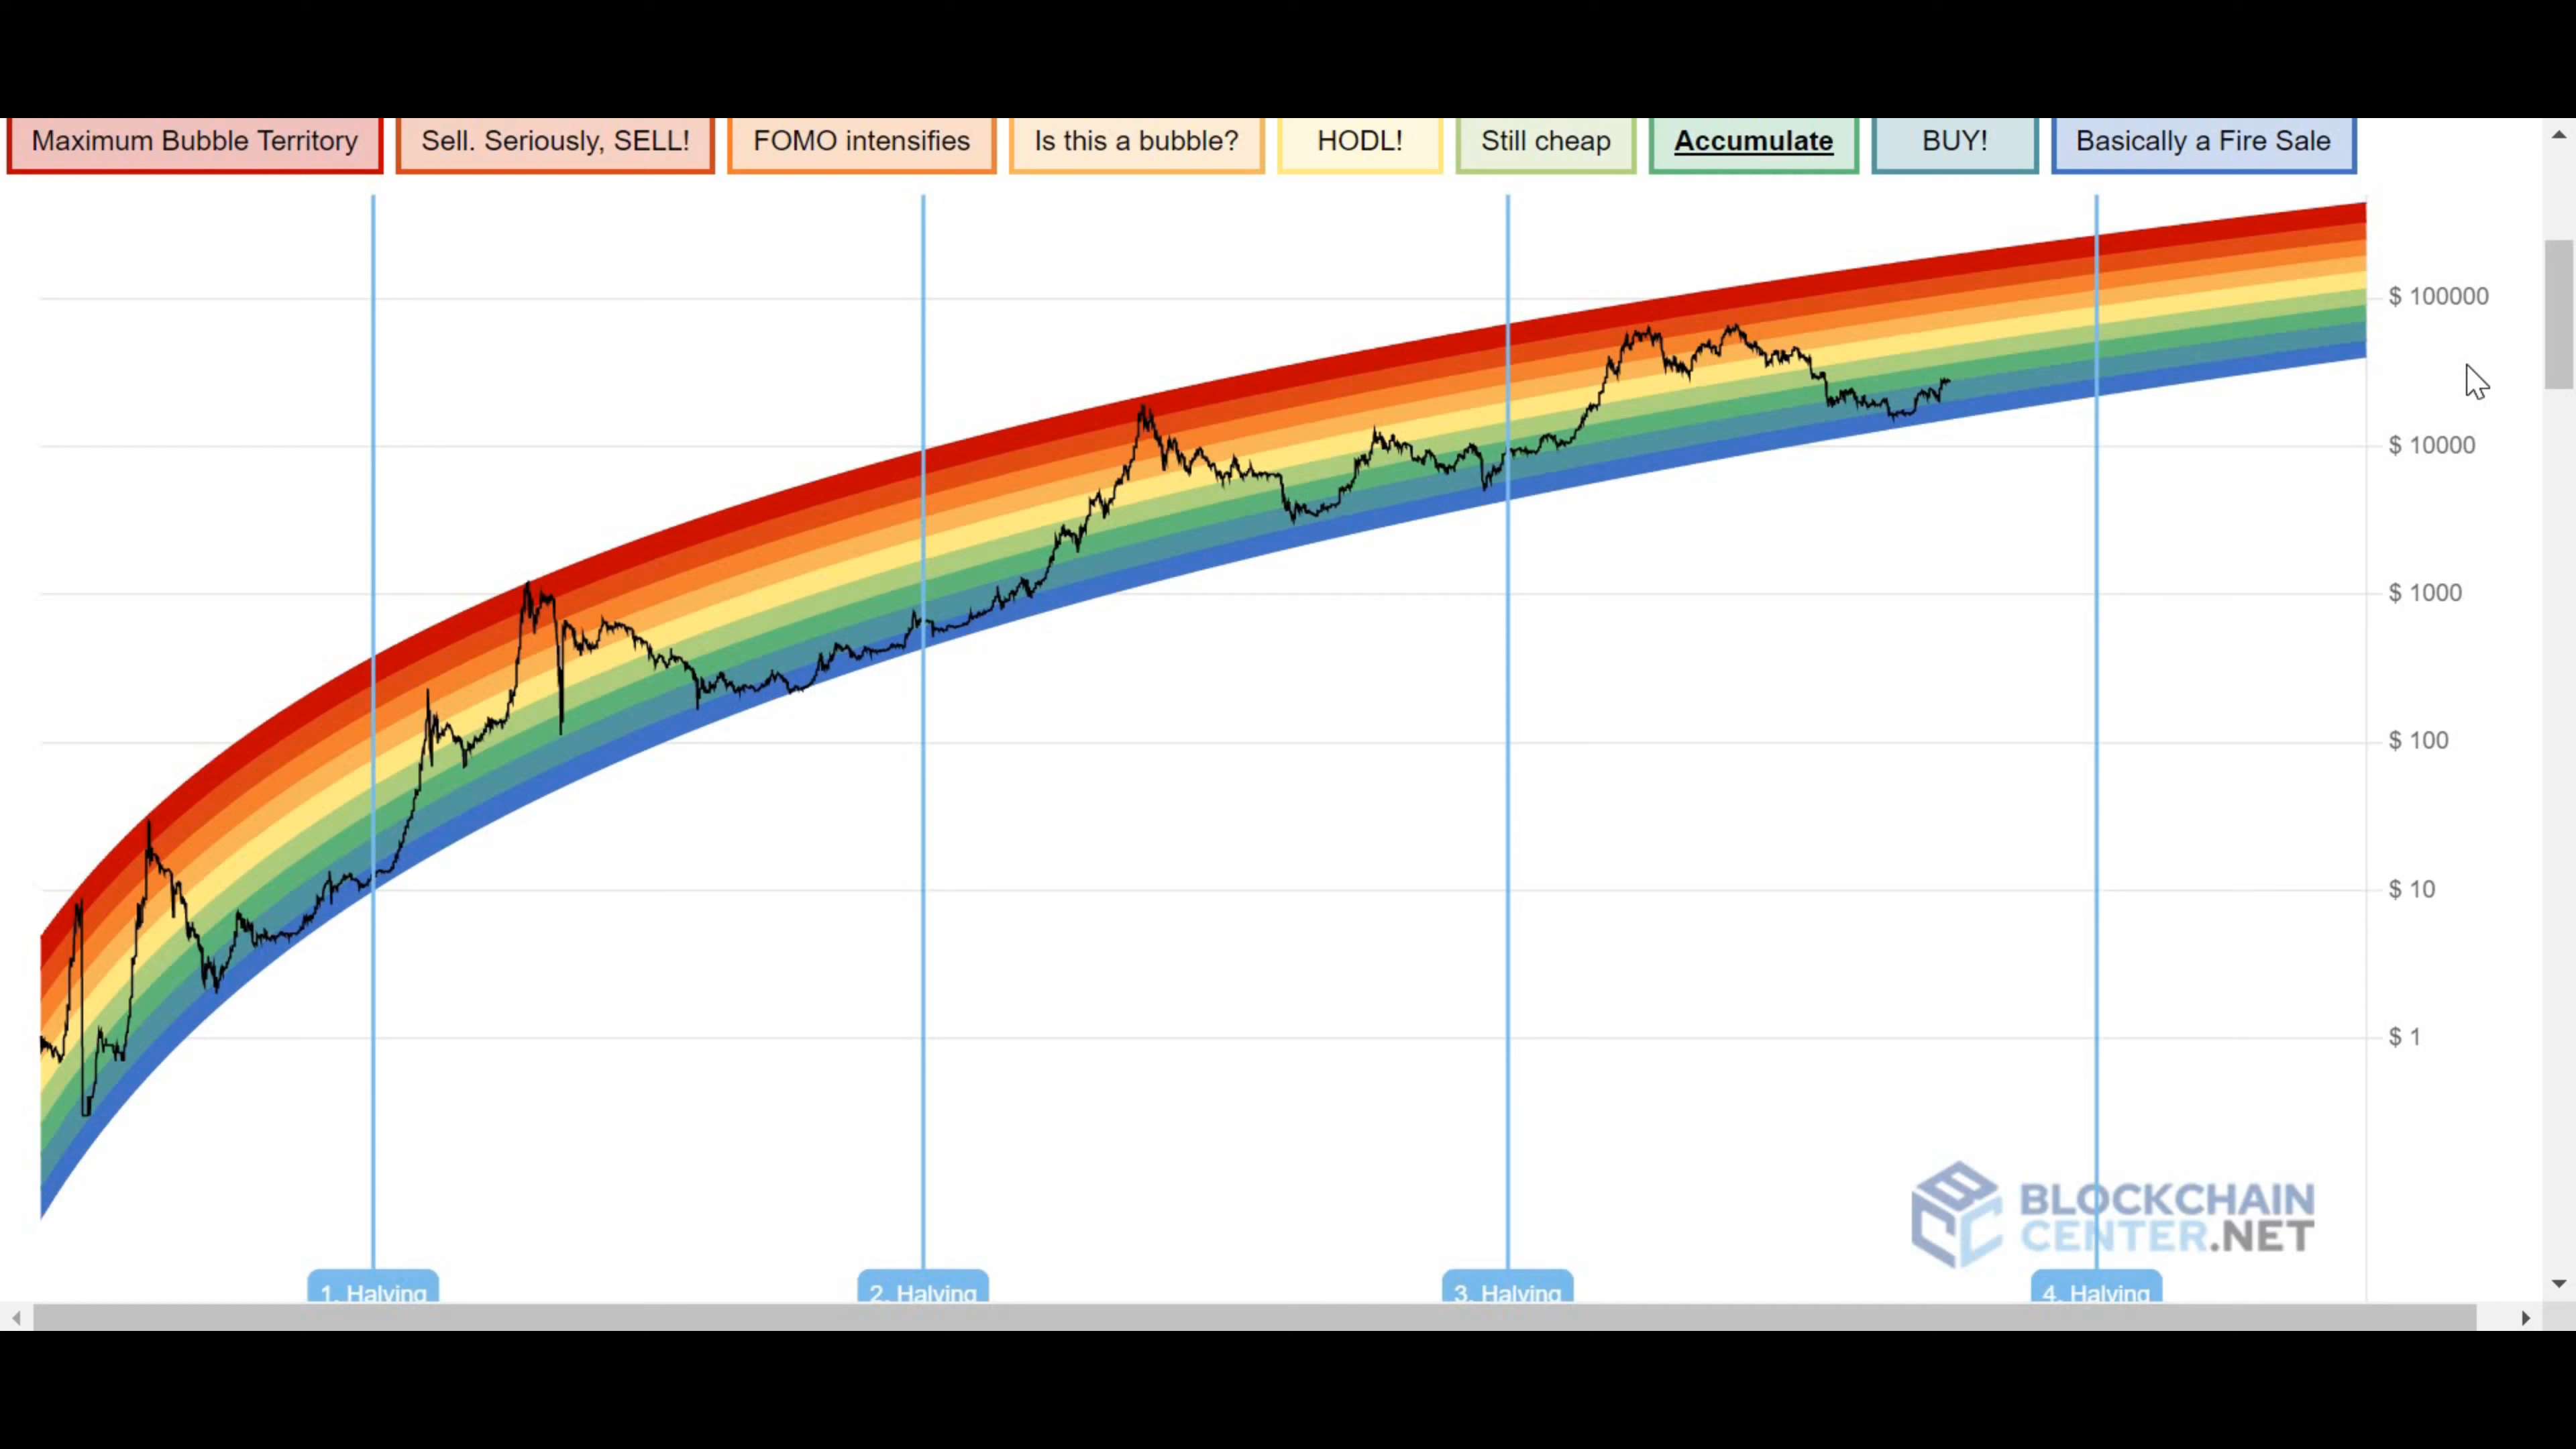 Maximum Bubble Territory
Sell. Seriously, SELL!
FOMO intensifies
Is this a bubble?
HODL!
Still cheap
Accumulate
BUY!
Basically a Fire Sale
$ 100000
$ 10000
$ 1000
$ 100
$ 10
$ 1
BLOCKCHAIN
CENTER.NET
1. Halving
2. Halving
3. Halving
4. Halving